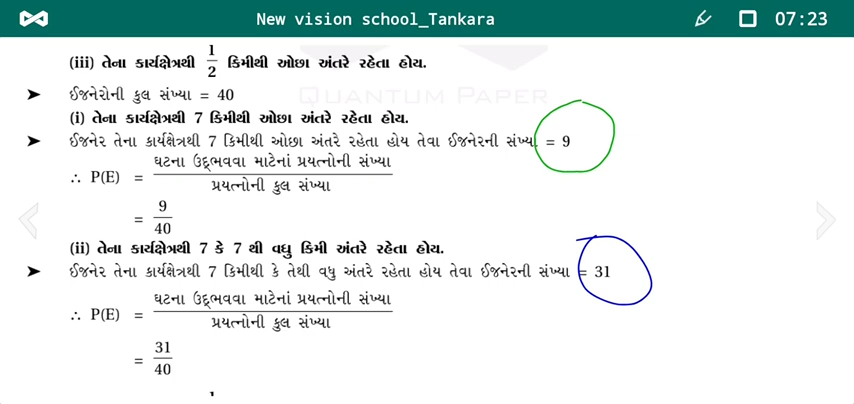 New vision school_Tankara
07:23
(iii) તેના કાર્યક્ષેત્રથી 1/2 કિમીથી ઓછા અંતરે રહેતા હોય.
QUANTUM PAPER
➤ ઈજનેરોની કુલ સંખ્યા = 40
(i) તેના કાર્યક્ષેત્રથી 7 કિમીથી ઓછા અંતરે રહેતા હોય.
➤ ઈજનેર તેના કાર્યક્ષેત્રથી 7 કિમીથી ઓછા અંતરે રહેતા હોય તેવા ઈજનેરની સંખ્યા = 9
∴ P(E) = ઘટના ઉદ્ભવવા માટેનાં પ્રયત્નોની સંખ્યા / પ્રયત્નોની કુલ સંખ્યા
= 9/40
(ii) તેના કાર્યક્ષેત્રથી 7 કે 7 થી વધુ કિમી અંતરે રહેતા હોય.
➤ ઈજનેર તેના કાર્યક્ષેત્રથી 7 કિમીથી કે તેથી વધુ અંતરે રહેતા હોય તેવા ઈજનેરની સંખ્યા = 31
∴ P(E) = ઘટના ઉદ્ભવવા માટેનાં પ્રયત્નોની સંખ્યા / પ્રયત્નોની કુલ સંખ્યા
= 31/40